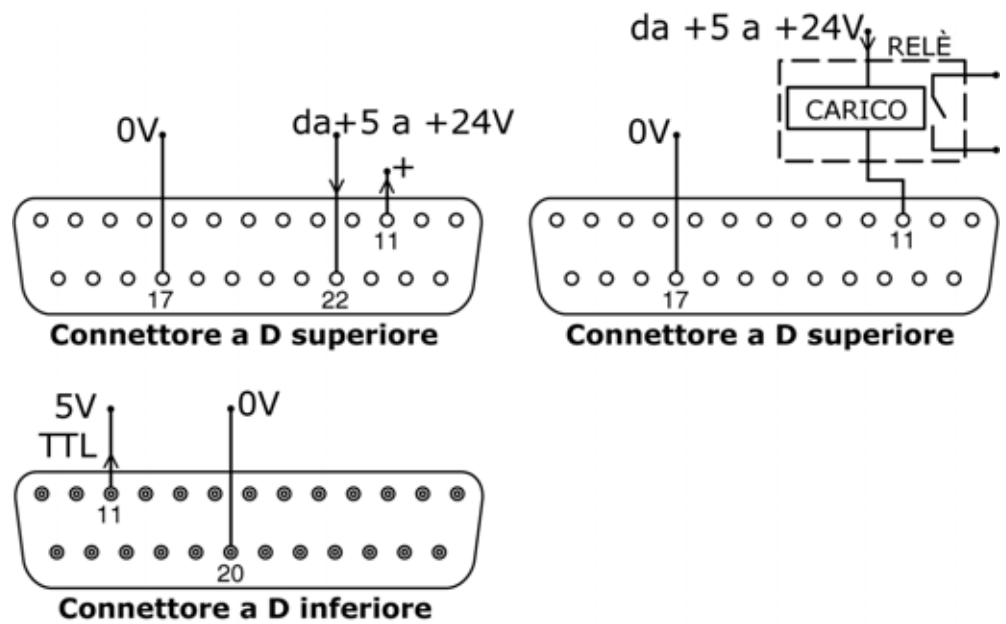 0V
da+5 a +24V
+
11
17
22
Connettore a D superiore
da +5 a +24V
RELÈ
CARICO
0V
11
17
Connettore a D superiore
5V
TTL
0V
11
20
Connettore a D inferiore